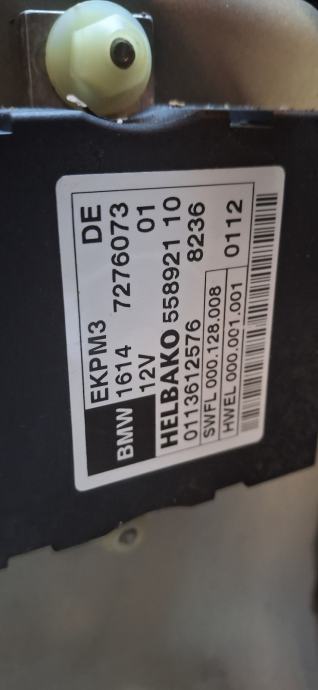 EKPM3 DE
BMW 1614 7276073
12V 01
HELBAKO 558921 10
0113612576 8236
SWFL 000.128.008
HWEL 000.001.001 0112